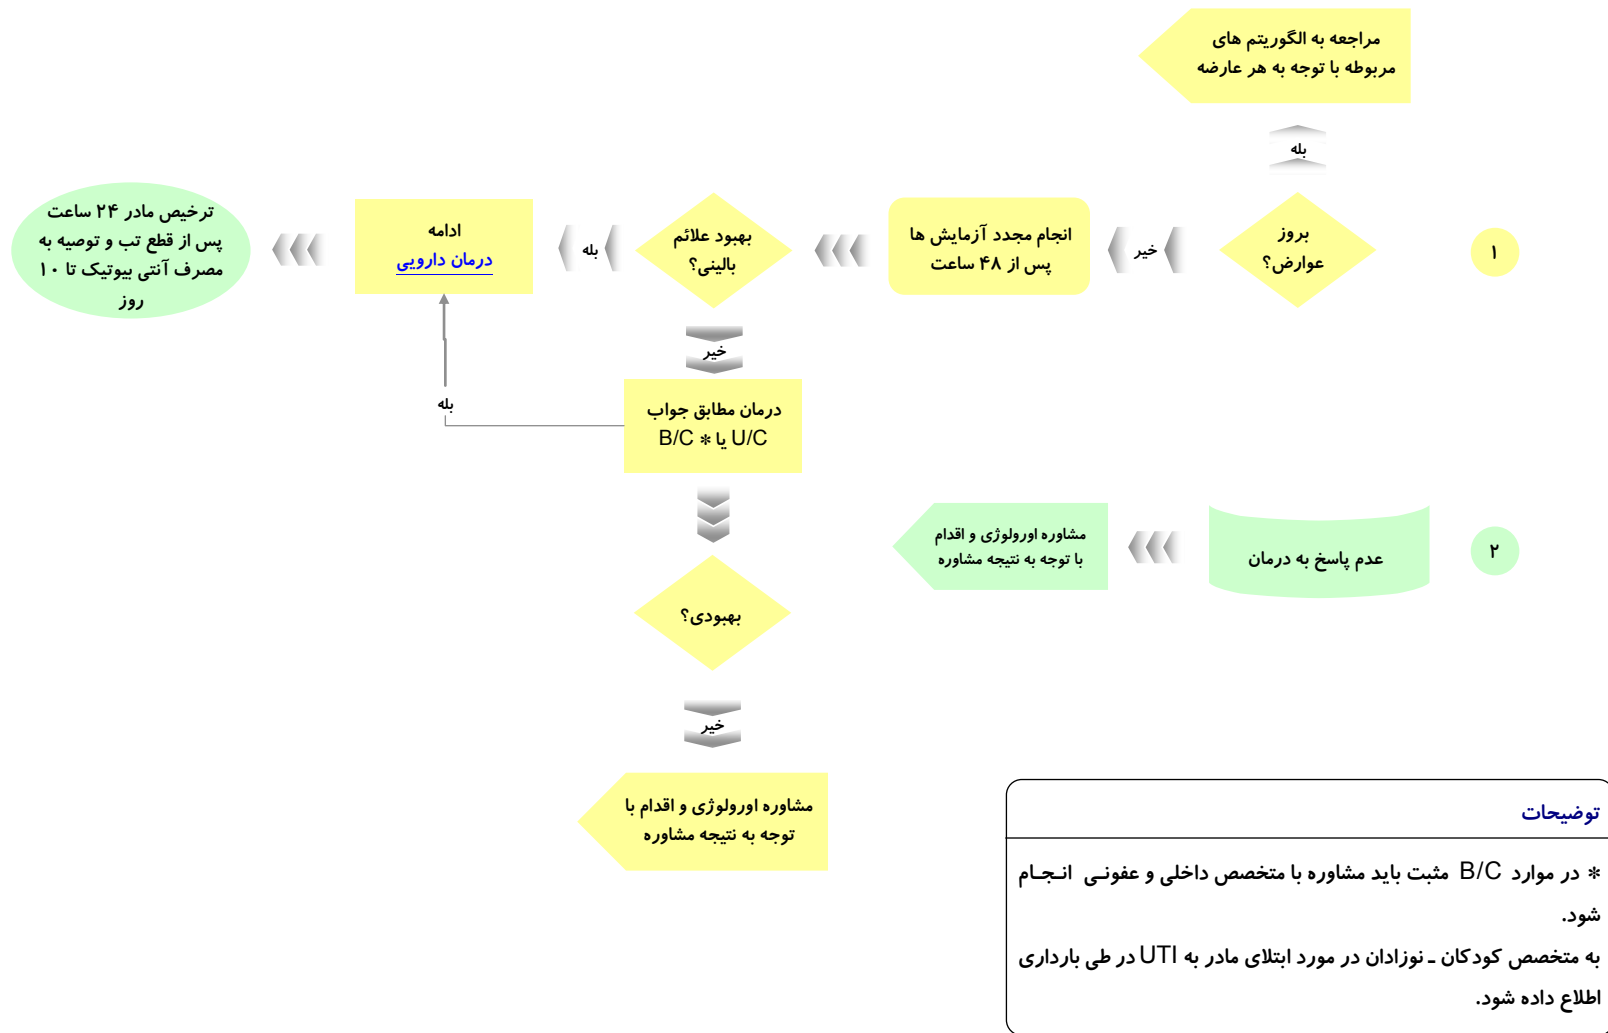 مراجعه به الگوریتم های
مربوطه با توجه به هر عارضه
بله
۱
بروز
عوارض؟
خیر
انجام مجدد آزمایش ها
پس از ۴۸ ساعت
بهبود علائم
بالینی؟
بله
ادامه
درمان دارویی
ترخیص مادر ۲۴ ساعت
پس از قطع تب و توصیه به
مصرف آنتی بیوتیک تا ۱۰
روز
خیر
درمان مطابق جواب
U/C یا * B/C
بله
بهبودی؟
خیر
مشاوره اورولوژی و اقدام با
توجه به نتیجه مشاوره
۲
عدم پاسخ به درمان
مشاوره اورولوژی و اقدام
با توجه به نتیجه مشاوره
توضیحات
* در موارد B/C مثبت باید مشاوره با متخصص داخلی و عفونی انجام
شود.
به متخصص کودکان ـ نوزادان در مورد ابتلای مادر به UTI در طی بارداری
اطلاع داده شود.